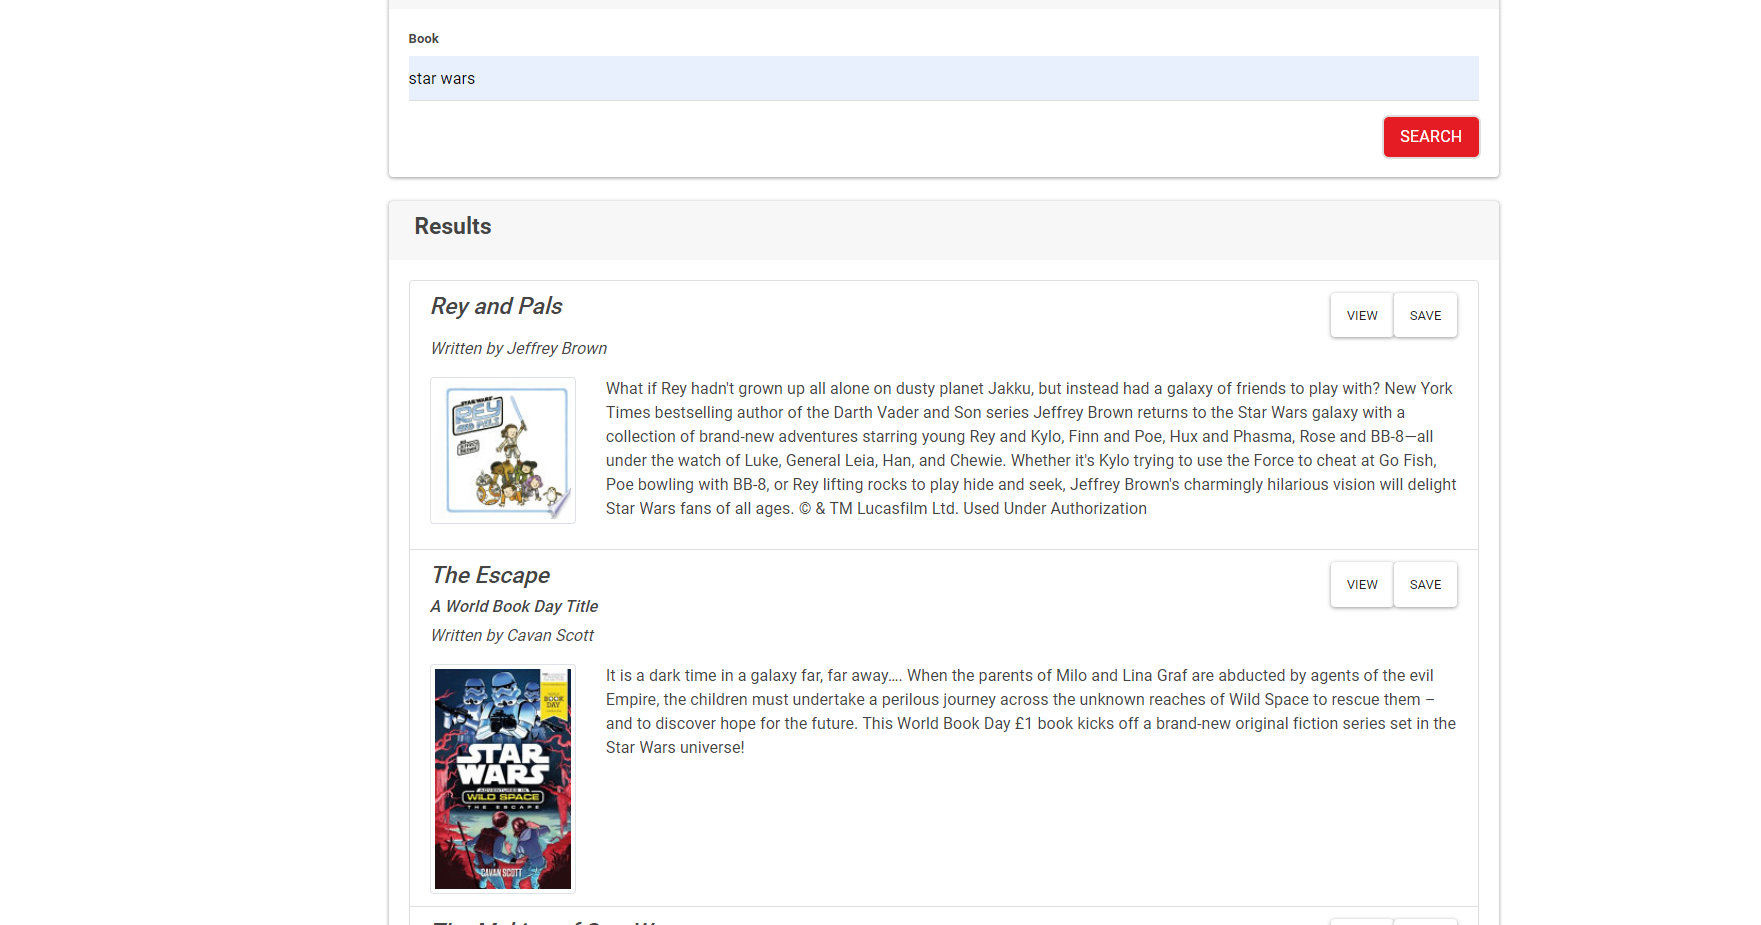 Book
star wars
SEARCH
Results
Rey and Pals
VIEW
SAVE
Written by Jeffrey Brown
STAR WARS
REY
AND PALS
What if Rey hadn't grown up all alone on dusty planet Jakku, but instead had a galaxy of friends to play with? New York
Times bestselling author of the Darth Vader and Son series Jeffrey Brown returns to the Star Wars galaxy with a
collection of brand-new adventures starring young Rey and Kylo, Finn and Poe, Hux and Phasma, Rose and BB-8—all
under the watch of Luke, General Leia, Han, and Chewie. Whether it's Kylo trying to use the Force to cheat at Go Fish,
Poe bowling with BB-8, or Rey lifting rocks to play hide and seek, Jeffrey Brown's charmingly hilarious vision will delight
Star Wars fans of all ages. © & TM Lucasfilm Ltd. Used Under Authorization
The Escape
VIEW
SAVE
A World Book Day Title
Written by Cavan Scott
BOOK
DAY
STAR
WARS
ADVENTURES IN
WILD SPACE
THE ESCAPE
CAVAN SCOTT
It is a dark time in a galaxy far, far away.... When the parents of Milo and Lina Graf are abducted by agents of the evil
Empire, the children must undertake a perilous journey across the unknown reaches of Wild Space to rescue them –
and to discover hope for the future. This World Book Day £1 book kicks off a brand-new original fiction series set in the
Star Wars universe!